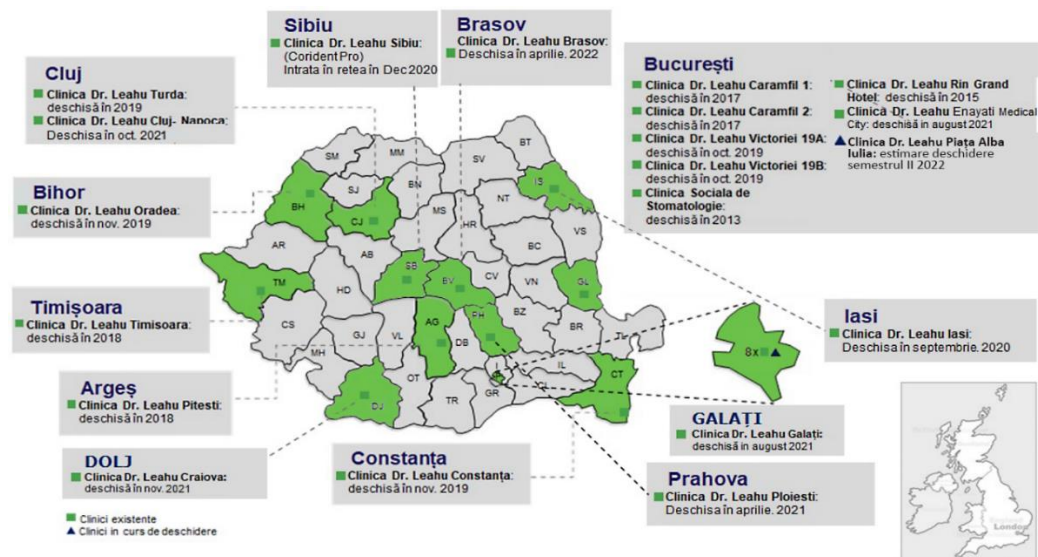 Cluj
Clinica Dr. Leahu Turda:
deschisă în 2019
Clinica Dr. Leahu Cluj- Napoca:
Deschisa în oct. 2021
Sibiu
Clinica Dr. Leahu Sibiu:
(Corident Pro)
Intrata în retea în Dec 2020
Brasov
Clinica Dr. Leahu Brasov:
Deschisa în aprilie. 2022
București
Clinica Dr. Leahu Caramfil 1:
deschisă în 2017
Clinica Dr. Leahu Caramfil 2:
deschisă în 2017
Clinica Dr. Leahu Victoriei 19A:
deschisă în oct. 2019
Clinica Dr. Leahu Victoriei 19B:
deschisă în oct. 2019
Clinica Sociala de
Stomatologie:
deschisă în 2013
Clinica Dr. Leahu Rin Grand
Hotel: deschisă în 2015
Clinica Dr. Leahu Enayati Medical
City: deschisă in august 2021
Clinica Dr. Leahu Piața Alba
Iulia: estimare deschidere
semestrul II 2022
Bihor
Clinica Dr. Leahu Oradea:
deschisă în nov. 2019
Timișoara
Clinica Dr. Leahu Timisoara:
deschisă în 2018
Argeș
Clinica Dr. Leahu Pitesti:
deschisă în 2018
DOLJ
Clinica Dr. Leahu Craiova:
deschisă în nov. 2021
Constanța
Clinica Dr. Leahu Constanța:
deschisă în nov. 2019
GALAȚI
Clinica Dr. Leahu Galați:
deschisă in august 2021
Prahova
Clinica Dr. Leahu Ploiesti:
Deschisa în aprilie. 2021
Iasi
Clinica Dr. Leahu Iasi:
Deschisa în septembrie. 2020
SM
MM
SV
BT
BH
SJ
BN
NT
IS
CJ
MS
HR
BC
VS
AR
AB
TM
HD
SB
BV
CV
VN
GL
CS
GJ
VL
AG
PH
DB
BZ
BR
TL
MH
DJ
OT
TR
GR
IL
CT
8x
London
Clinici existente
Clinici in curs de deschidere